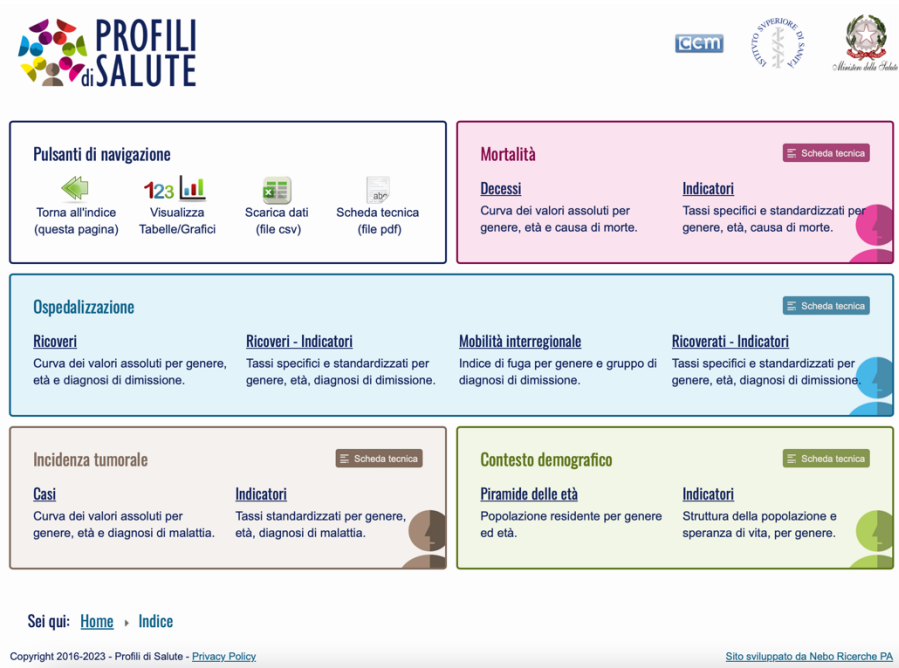 PROFILI
di SALUTE
ccm
ISTITVTO SVPERIORE DI SANITÀ
Ministero della Salute
Pulsanti di navigazione
Torna all'indice
(questa pagina)
123
Visualizza
Tabelle/Grafici
Scarica dati
(file csv)
abc
Scheda tecnica
(file pdf)
Mortalità
Scheda tecnica
Decessi
Curva dei valori assoluti per
genere, età e causa di morte.
Indicatori
Tassi specifici e standardizzati per
genere, età, causa di morte.
Ospedalizzazione
Scheda tecnica
Ricoveri
Curva dei valori assoluti per genere,
età e diagnosi di dimissione.
Ricoveri - Indicatori
Tassi specifici e standardizzati per
genere, età, diagnosi di dimissione.
Mobilità interregionale
Indice di fuga per genere e gruppo di
diagnosi di dimissione.
Ricoverati - Indicatori
Tassi specifici e standardizzati per
genere, età, diagnosi di dimissione.
Incidenza tumorale
Scheda tecnica
Casi
Curva dei valori assoluti per
genere, età e diagnosi di malattia.
Indicatori
Tassi standardizzati per genere,
età, diagnosi di malattia.
Contesto demografico
Scheda tecnica
Piramide delle età
Popolazione residente per genere
ed età.
Indicatori
Struttura della popolazione e
speranza di vita, per genere.
Sei qui: Home Indice
Copyright 2016-2023 - Profili di Salute - Privacy Policy
Sito sviluppato da Nebo Ricerche PA